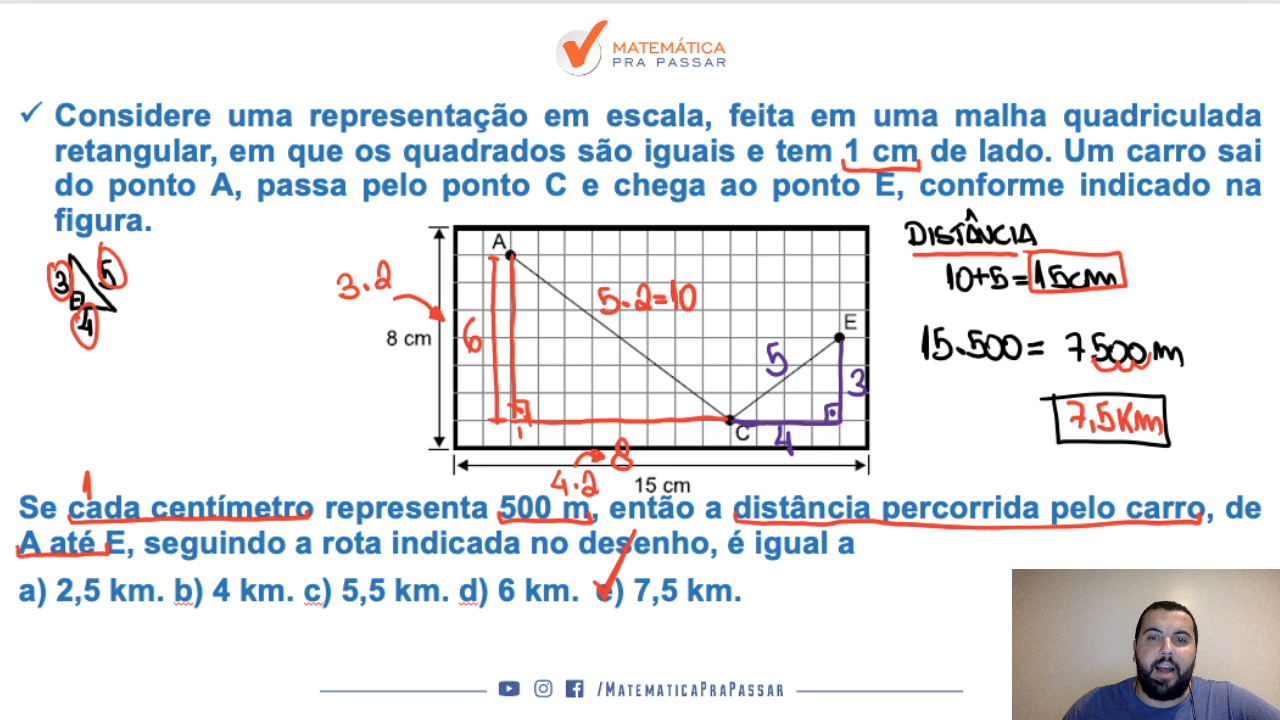 MATEMÁTICA
PRA PASSAR
✓ Considere uma representação em escala, feita em uma malha quadriculada
retangular, em que os quadrados são iguais e tem 1 cm de lado. Um carro sai
do ponto A, passa pelo ponto C e chega ao ponto E, conforme indicado na
figura.
DISTÂNCIA
10+5=15cm
15.500= 7500m
7,5Km
3
5
4
3.2
8 cm
A
6
5.2=10
E
5
3
C
4
8
4.2
15 cm
1
Se cada centímetro representa 500 m, então a distância percorrida pelo carro, de
A até E, seguindo a rota indicada no desenho, é igual a
a) 2,5 km. b) 4 km. c) 5,5 km. d) 6 km. e) 7,5 km.
/MATEMATICAPRAPASSAR